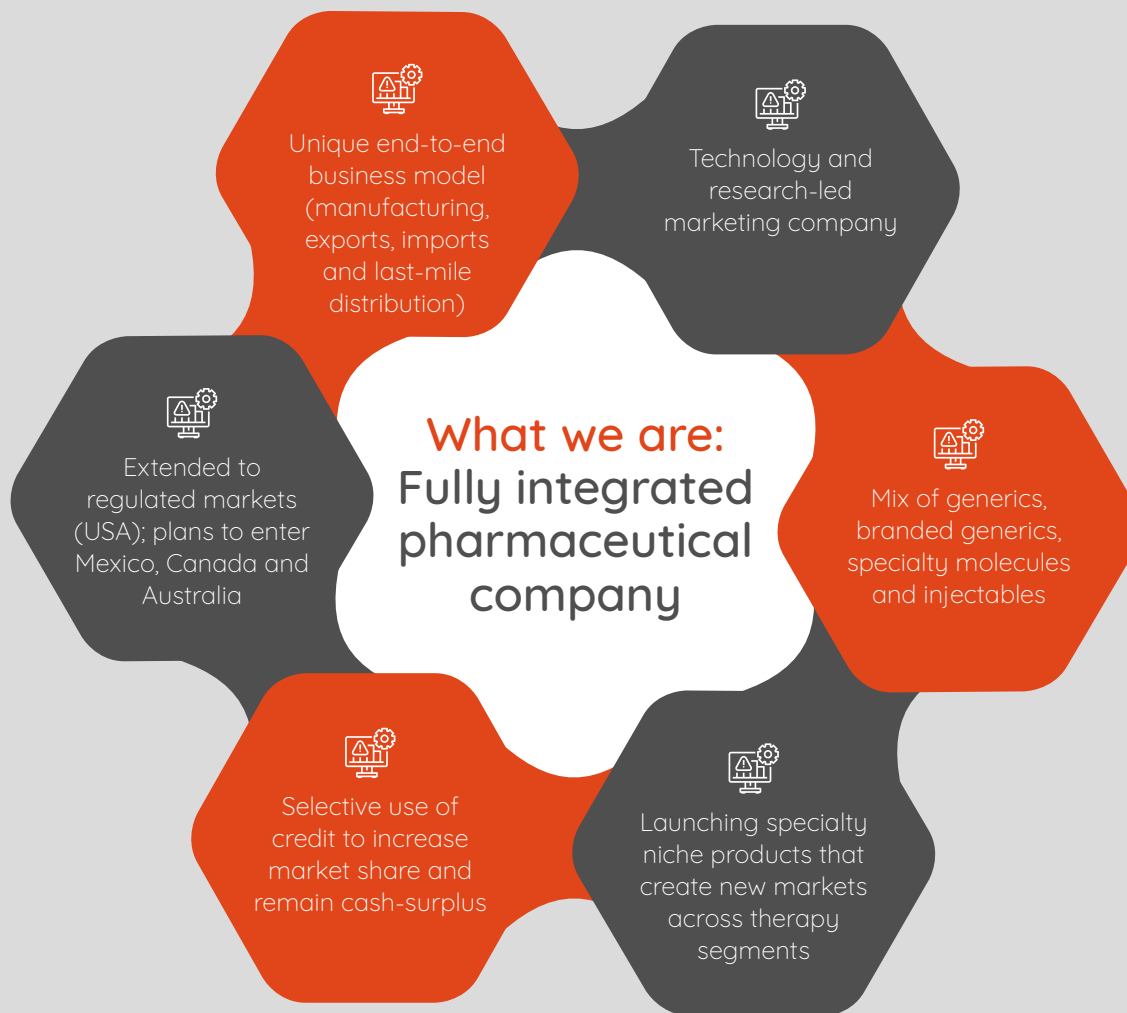 Unique end-to-end
business model
(manufacturing,
exports, imports
and last-mile
distribution)
Technology and
research-led
marketing company
What we are:
Fully integrated
pharmaceutical
company
Extended to
regulated markets
(USA); plans to enter
Mexico, Canada and
Australia
Mix of generics,
branded generics,
specialty molecules
and injectables
Selective use of
credit to increase
market share and
remain cash-surplus
Launching specialty
niche products that
create new markets
across therapy
segments